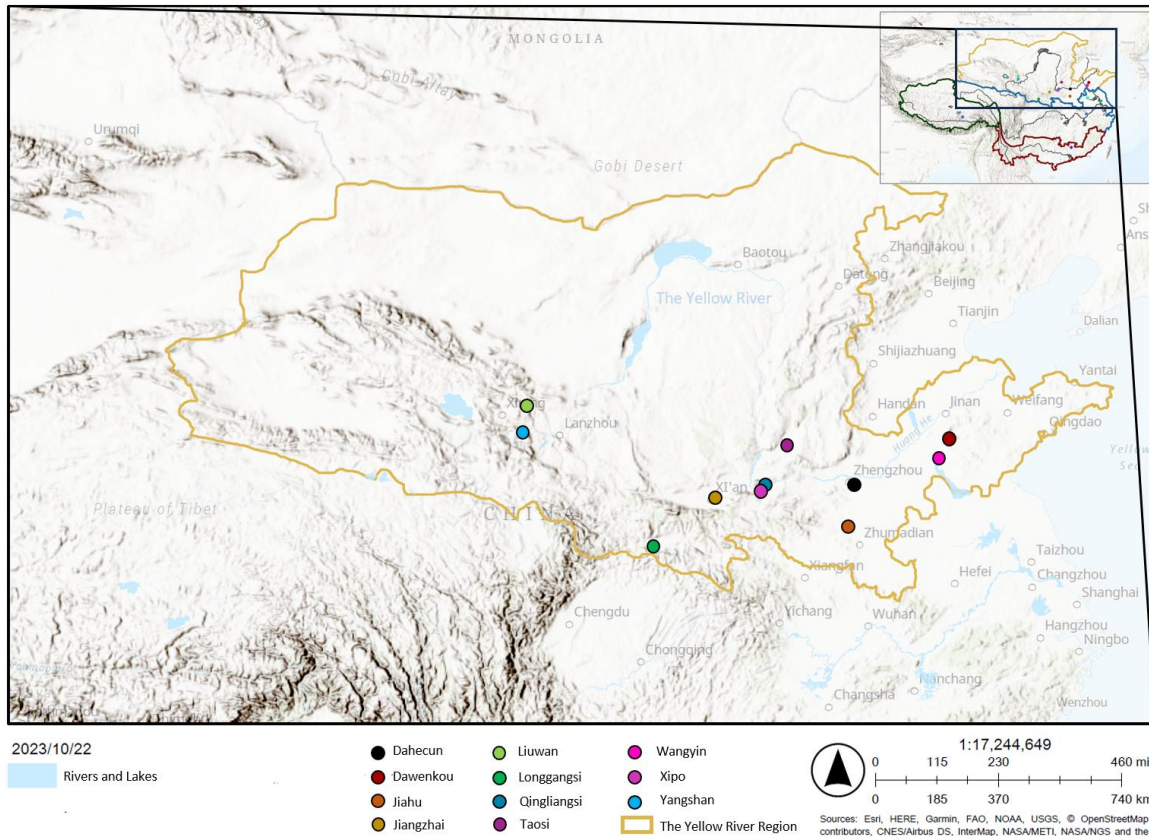 MONGOLIA
Gobi Altay
Urumqi
Gobi Desert
Zhangjiakou
Baotou
Datong
Beijing
The Yellow River
Tianjin
Dalian
Shijiazhuang
Yantai
Handan
Jinan
Weifang
Qingdao
Lanzhou
Huang He
Yellow
Sea
Zhengzhou
XI'an
Plateau of Tibet
CHINA
Zhumadian
Xiangfan
Hefei
Taizhou
Changzhou
Shanghai
Chengdu
Yichang
Wuhan
Hangzhou
Ningbo
Chongqing
Nanchang
Changsha
Wenzhou
2023/10/22
Rivers and Lakes
Dahecun
Dawenkou
Jiahu
Jiangzhai
Liuwan
Longgangsi
Qingliangsi
Taosi
Wangyin
Xipo
Yangshan
The Yellow River Region
1:17,244,649
0 115 230 460 mi
0 185 370 740 km
Sources: Esri, HERE, Garmin, FAO, NOAA, USGS, © OpenStreetMap
contributors, CNES/Airbus DS, InterMap, NASA/METI, NASA/NGS and the